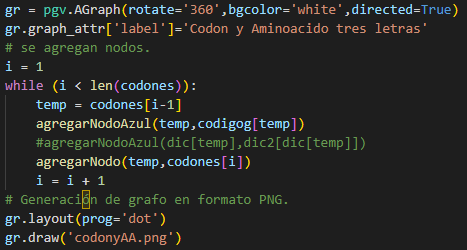 gr = pgv.AGraph(rotate='360',bgcolor='white',directed=True)
gr.graph_attr['label']='Codon y Aminoacido tres letras'
# se agregan nodos.
i = 1
while (i < len(codones)):
    temp = codones[i-1]
    agregarNodoAzul(temp,codigog[temp])
    #agregarNodoAzul(dic[temp],dic2[dic[temp]])
    agregarNodo(temp,codones[i])
    i = i + 1
# Generación de grafo en formato PNG.
gr.layout(prog='dot')
gr.draw('codonyAA.png')